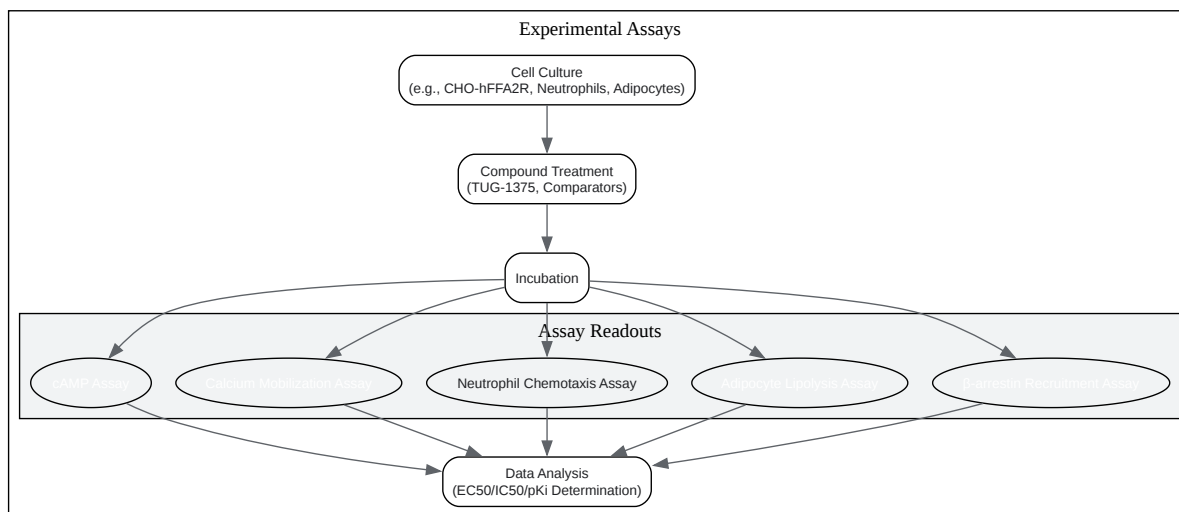 Experimental Assays
Cell Culture
(e.g., CHO-hFFA2R, Neutrophils, Adipocytes)
Compound Treatment
(TUG-1375, Comparators)
Incubation
Assay Readouts
cAMP Assay
Calcium Mobilization Assay
Neutrophil Chemotaxis Assay
Adipocyte Lipolysis Assay
β-arrestin Recruitment Assay
Data Analysis
(EC50/IC50/pKi Determination)